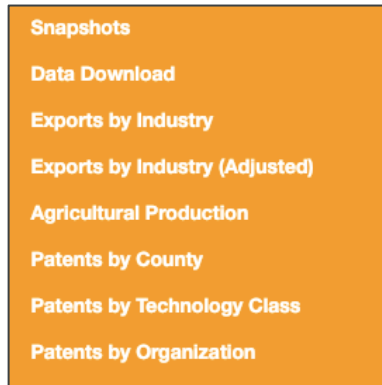 Snapshots
Data Download
Exports by Industry
Exports by Industry (Adjusted)
Agricultural Production
Patents by County
Patents by Technology Class
Patents by Organization